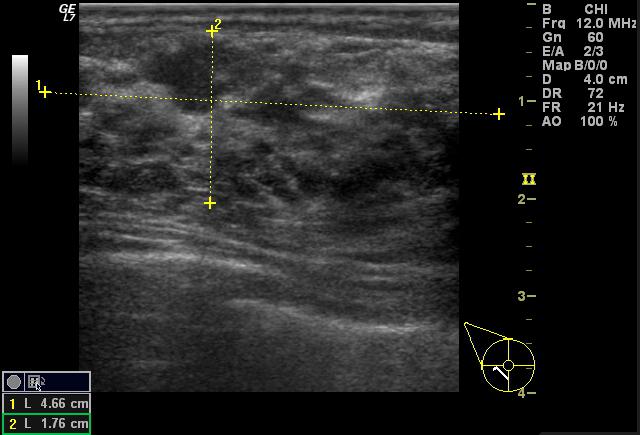 GE
L7
2
1
B CHI
Frq 12.0 MHz
Gn 60
E/A 2/3
Map B/0/0
D 4.0 cm
DR 72
FR 21 Hz
AO 100 %
1
2
3
4
1 L 4.66 cm
2 L 1.76 cm